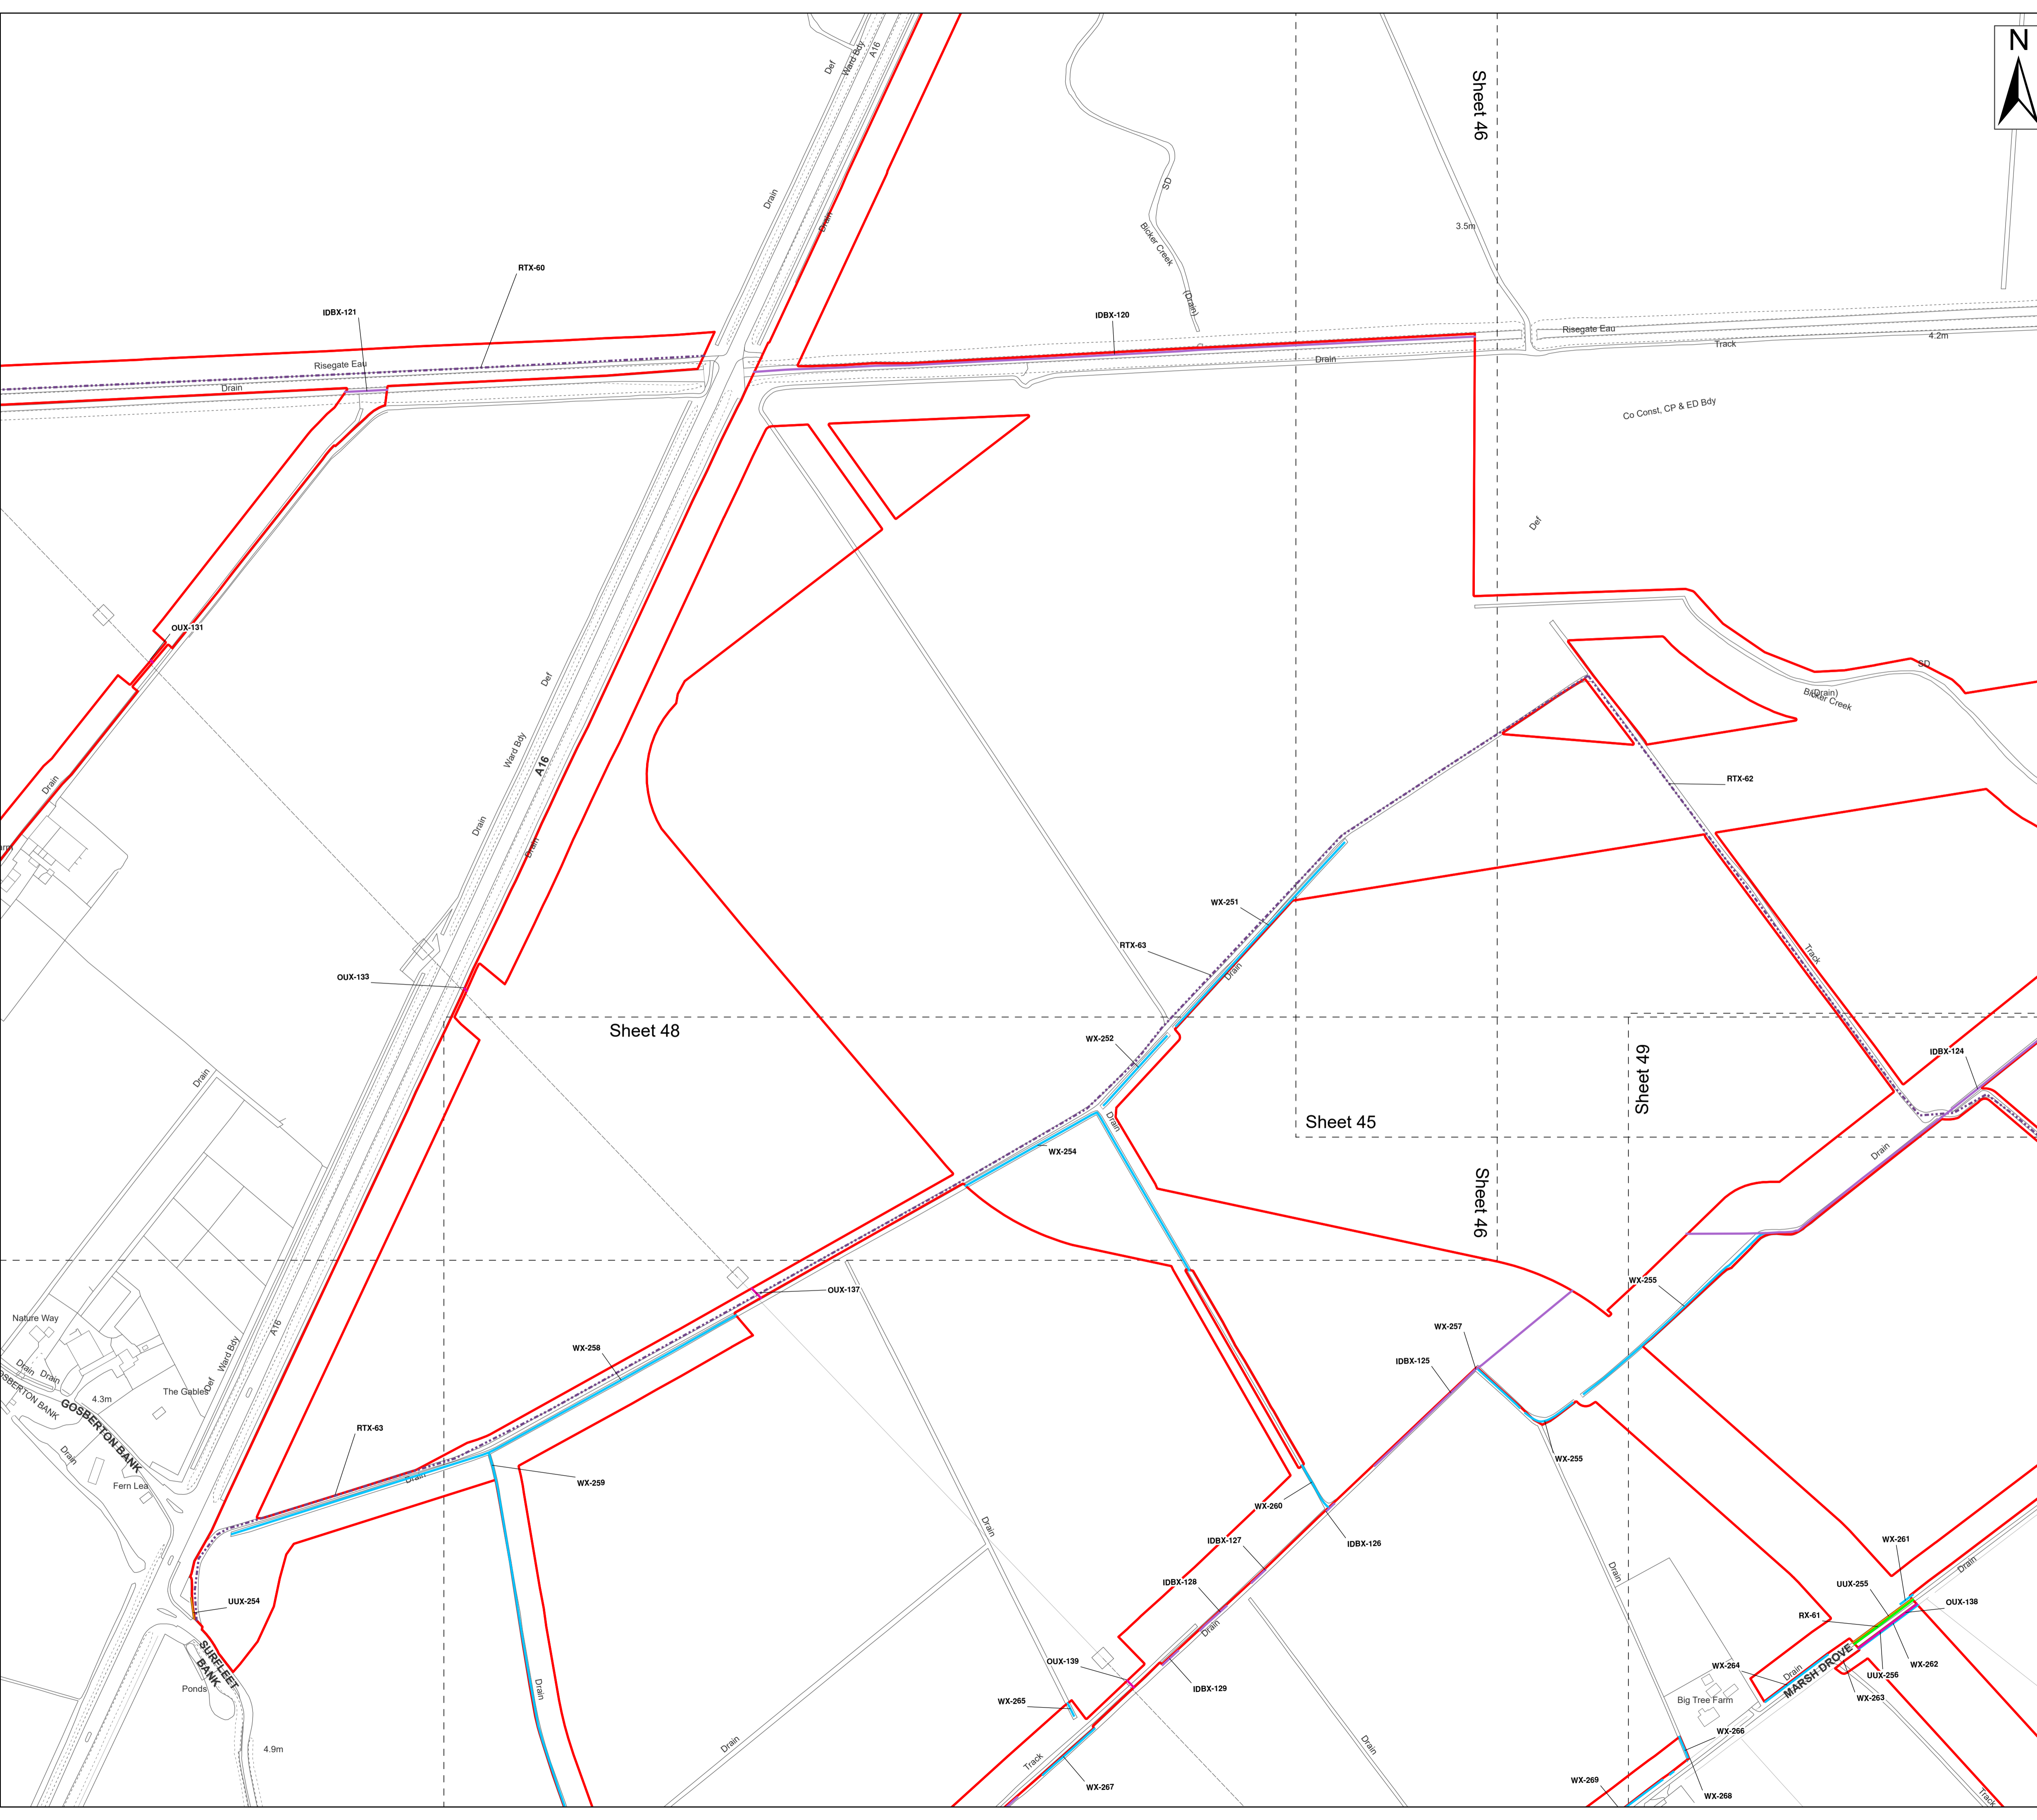 N
Def
Ward Bdy
A16
Sheet 46
Drain
SD
Drain
Bicker Creek
3.5m
RTX-60
(Drain)
IDBX-121
IDBX-120
Risegate Eau
4.2m
Track
Risegate Eau
Drain
Drain
Co Const, CP & ED Bdy
Def
OUX-131
SD
Def
(Drain)
Bicker Creek
Ward Bdy
A16
RTX-62
Drain
Drain
Drain
WX-251
RTX-63
Track
Drain
OUX-133
Sheet 48
WX-252
IDBX-124
Sheet 49
Drain
Sheet 45
Drain
WX-254
Drain
Sheet 46
WX-255
OUX-137
Nature Way
WX-257
A16
WX-258
Ward Bdy
IDBX-125
Drain
Drain
Def
The Gables
4.3m
GOSBERTON BANK
RTX-63
Drain
WX-255
Drain
WX-259
Fern Lea
WX-260
Drain
IDBX-127
WX-261
IDBX-126
Drain
Drain
IDBX-128
UUX-255
UUX-254
OUX-138
RX-61
Drain
SURFLEET
BANK
OUX-139
WX-264
Drain
MARSH DROVE
WX-262
UUX-256
Ponds
Drain
IDBX-129
WX-263
WX-265
Big Tree Farm
WX-266
4.9m
Drain
Drain
Track
WX-267
WX-269
WX-268
Track